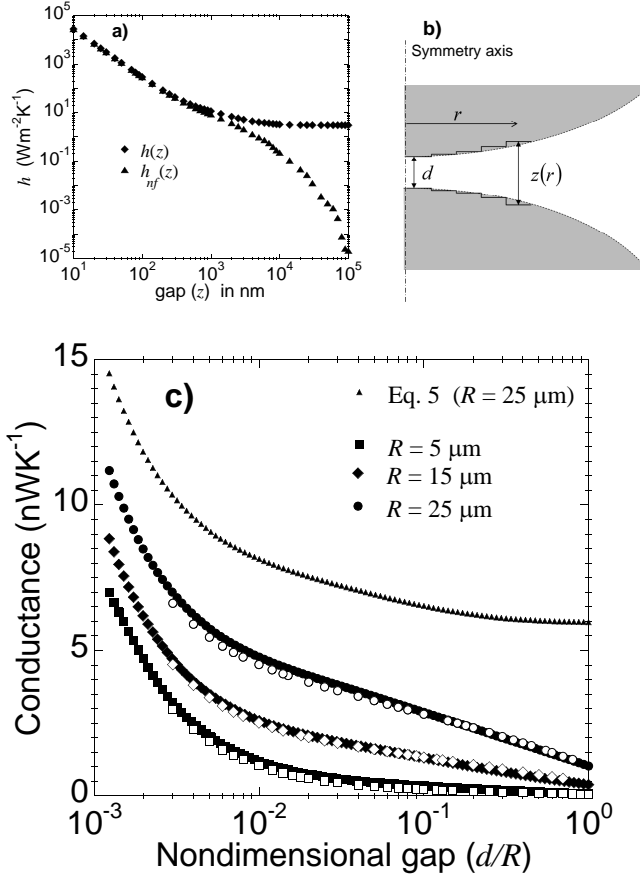 a)
10^5
10^3
10^1
10^-1
10^-3
10^-5
h (Wm^-2K^-1)
h(z)
h_nf(z)
10^1 10^2 10^3 10^4 10^5
gap (z) in nm
b)
Symmetry axis
r
d
z(r)
c)
15
10
5
0
Conductance (nWK^-1)
Eq. 5 (R = 25 μm)
R = 5 μm
R = 15 μm
R = 25 μm
10^-3 10^-2 10^-1 10^0
Nondimensional gap (d/R)